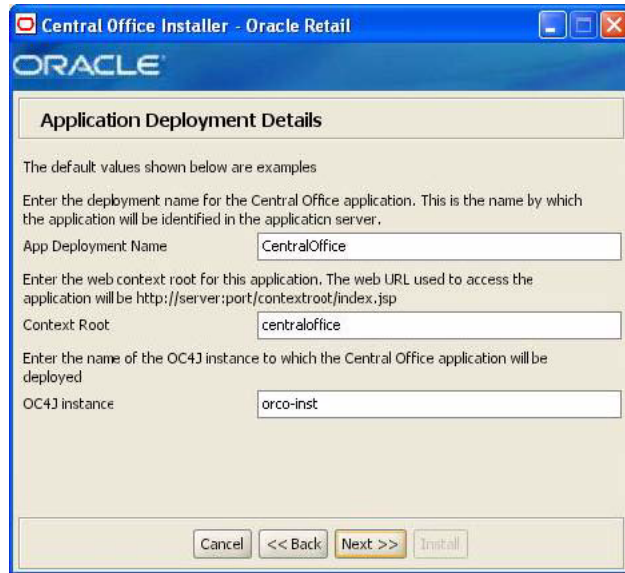 Central Office Installer - Oracle Retail
ORACLE
Application Deployment Details
The default values shown below are examples
Enter the deployment name for the Central Office application. This is the name by which
the application will be identified in the application server.
App Deployment Name
CentralOffice
Enter the web context root for this application. The web URL used to access the
application will be http://server:port/contextroot/index.jsp
Context Root
centraloffice
Enter the name of the OC4J instance to which the Central Office application will be
deployed
OC4J instance
orco-inst
Cancel
<< Back
Next >>
Install